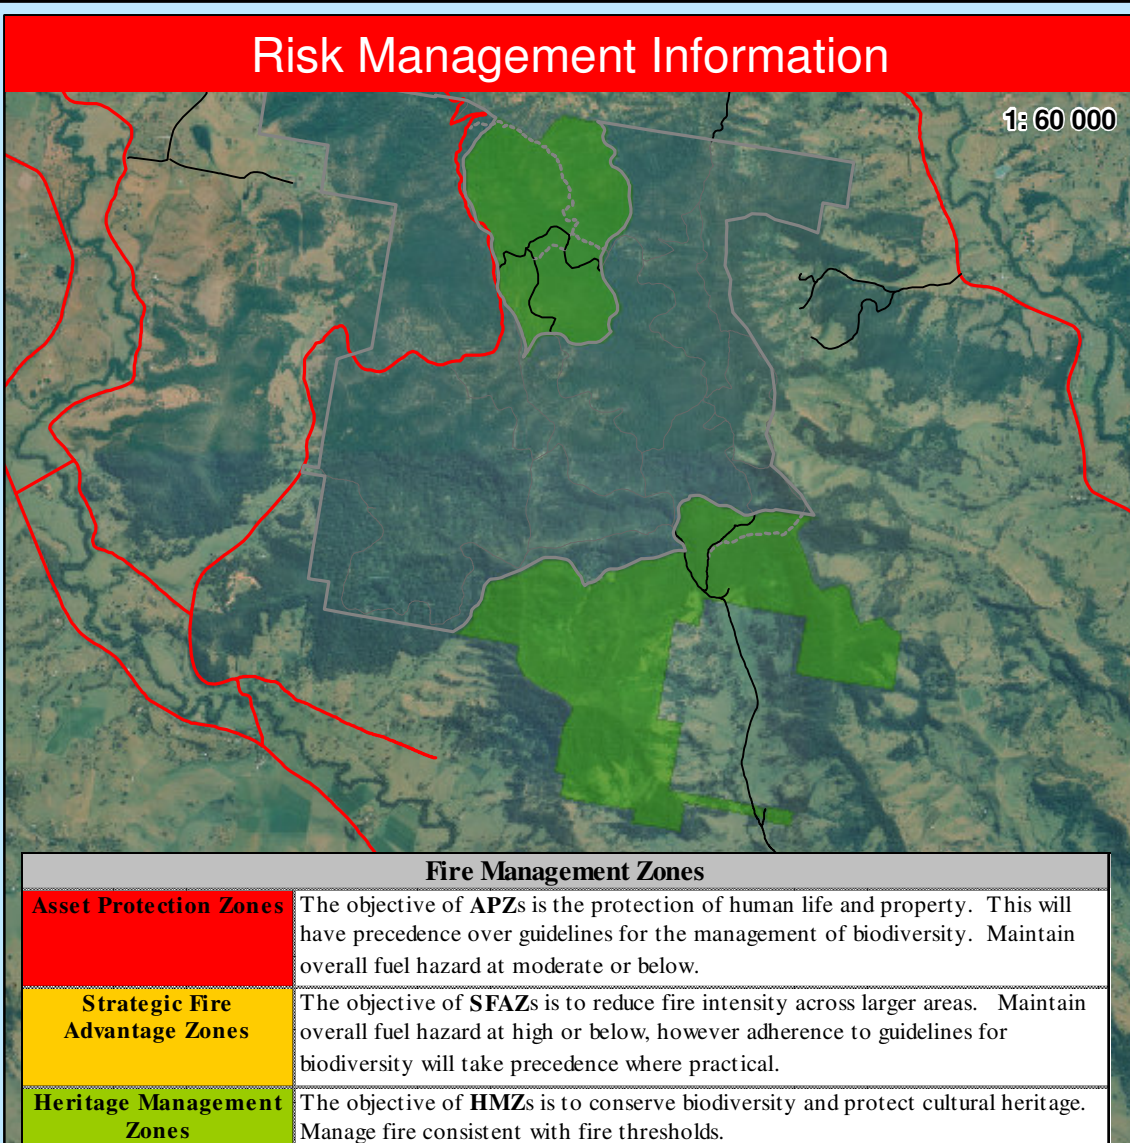 Risk Management Information
1: 60 000
Fire Management Zones
Asset Protection Zones
The objective of APZs is the protection of human life and property. This will
have precedence over guidelines for the management of biodiversity. Maintain
overall fuel hazard at moderate or below.
Strategic Fire
Advantage Zones
The objective of SFAZs is to reduce fire intensity across larger areas. Maintain
overall fuel hazard at high or below, however adherence to guidelines for
biodiversity will take precedence where practical.
Heritage Management
Zones
The objective of HMZs is to conserve biodiversity and protect cultural heritage.
Manage fire consistent with fire thresholds.